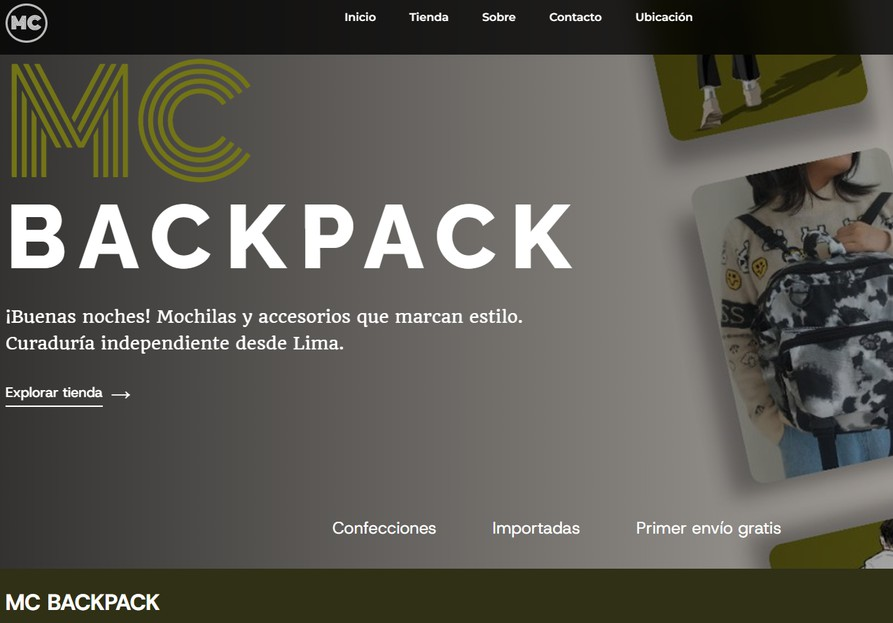 MC
Inicio Tienda Sobre Contacto Ubicación
MC
BACKPACK
¡Buenas noches! Mochilas y accesorios que marcan estilo.
Curaduría independiente desde Lima.
Explorar tienda →
Confecciones Importadas Primer envío gratis
MC BACKPACK